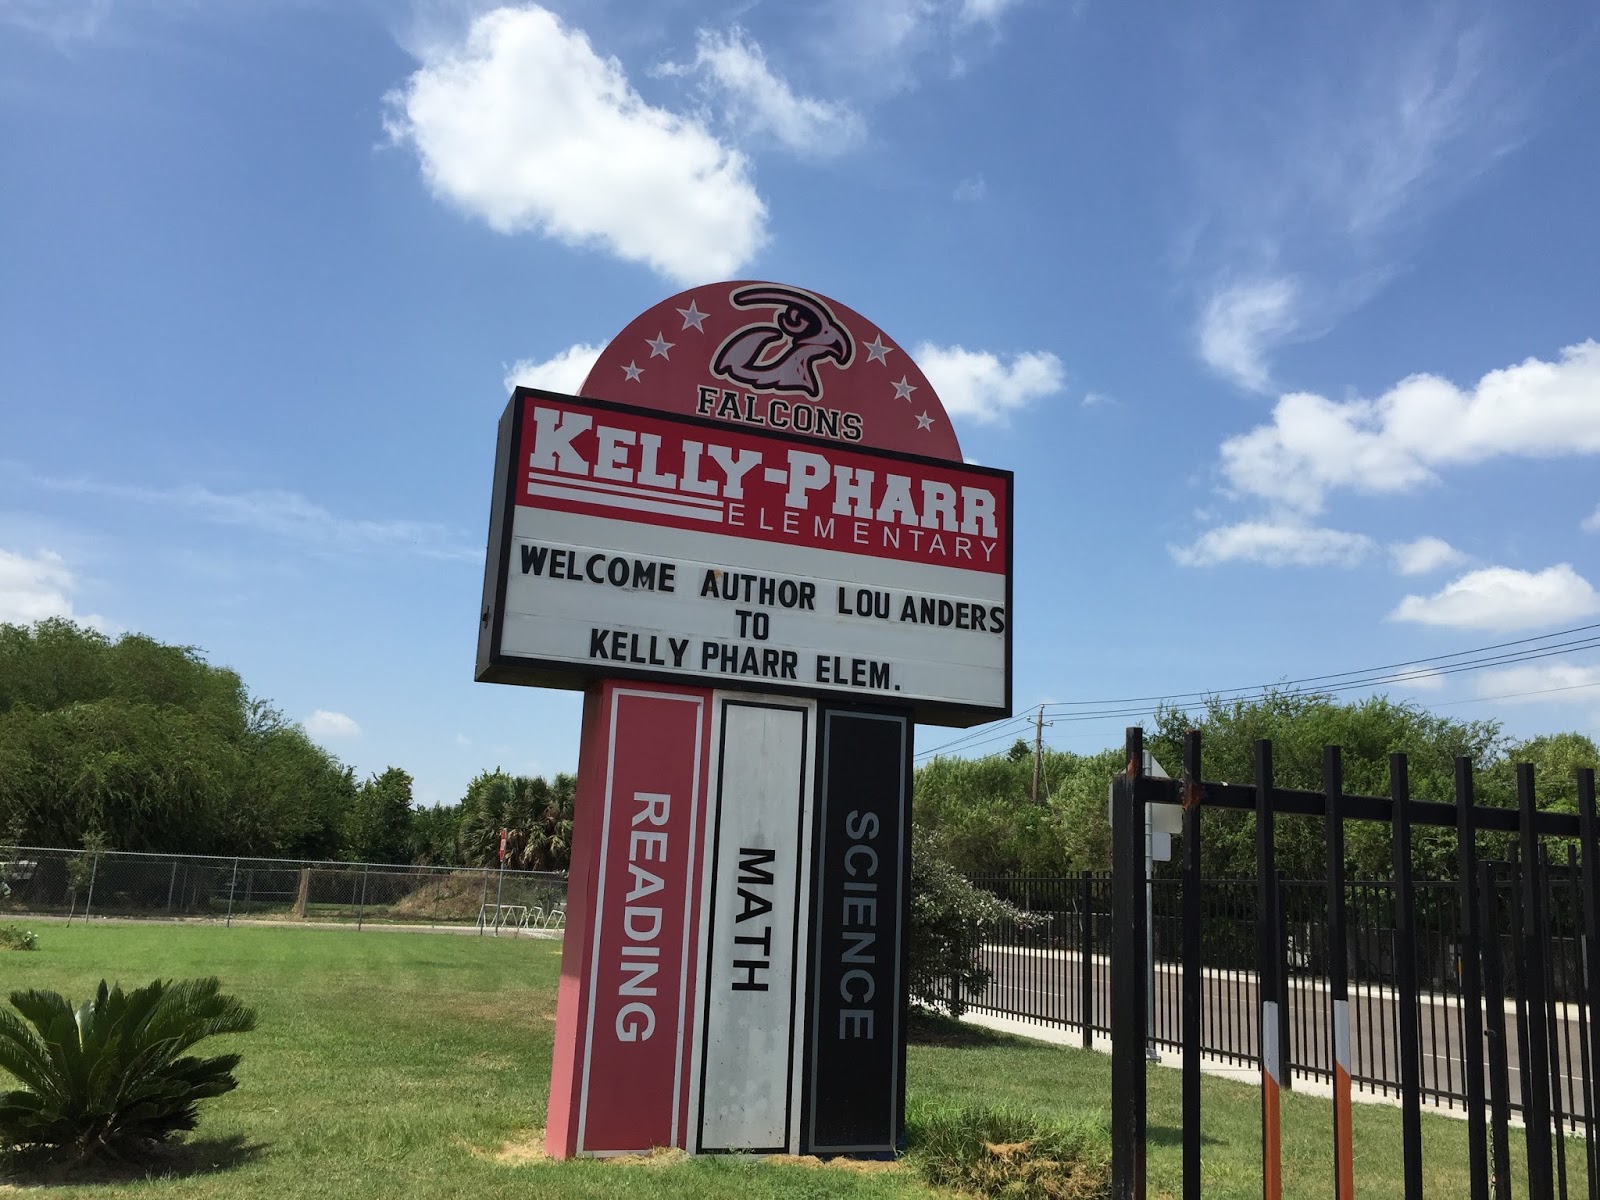 FALCONS
KELLY-PHARR
ELEMENTARY
WELCOME AUTHOR LOU ANDERS
TO
KELLY PHARR ELEM.
READING
MATH
SCIENCE